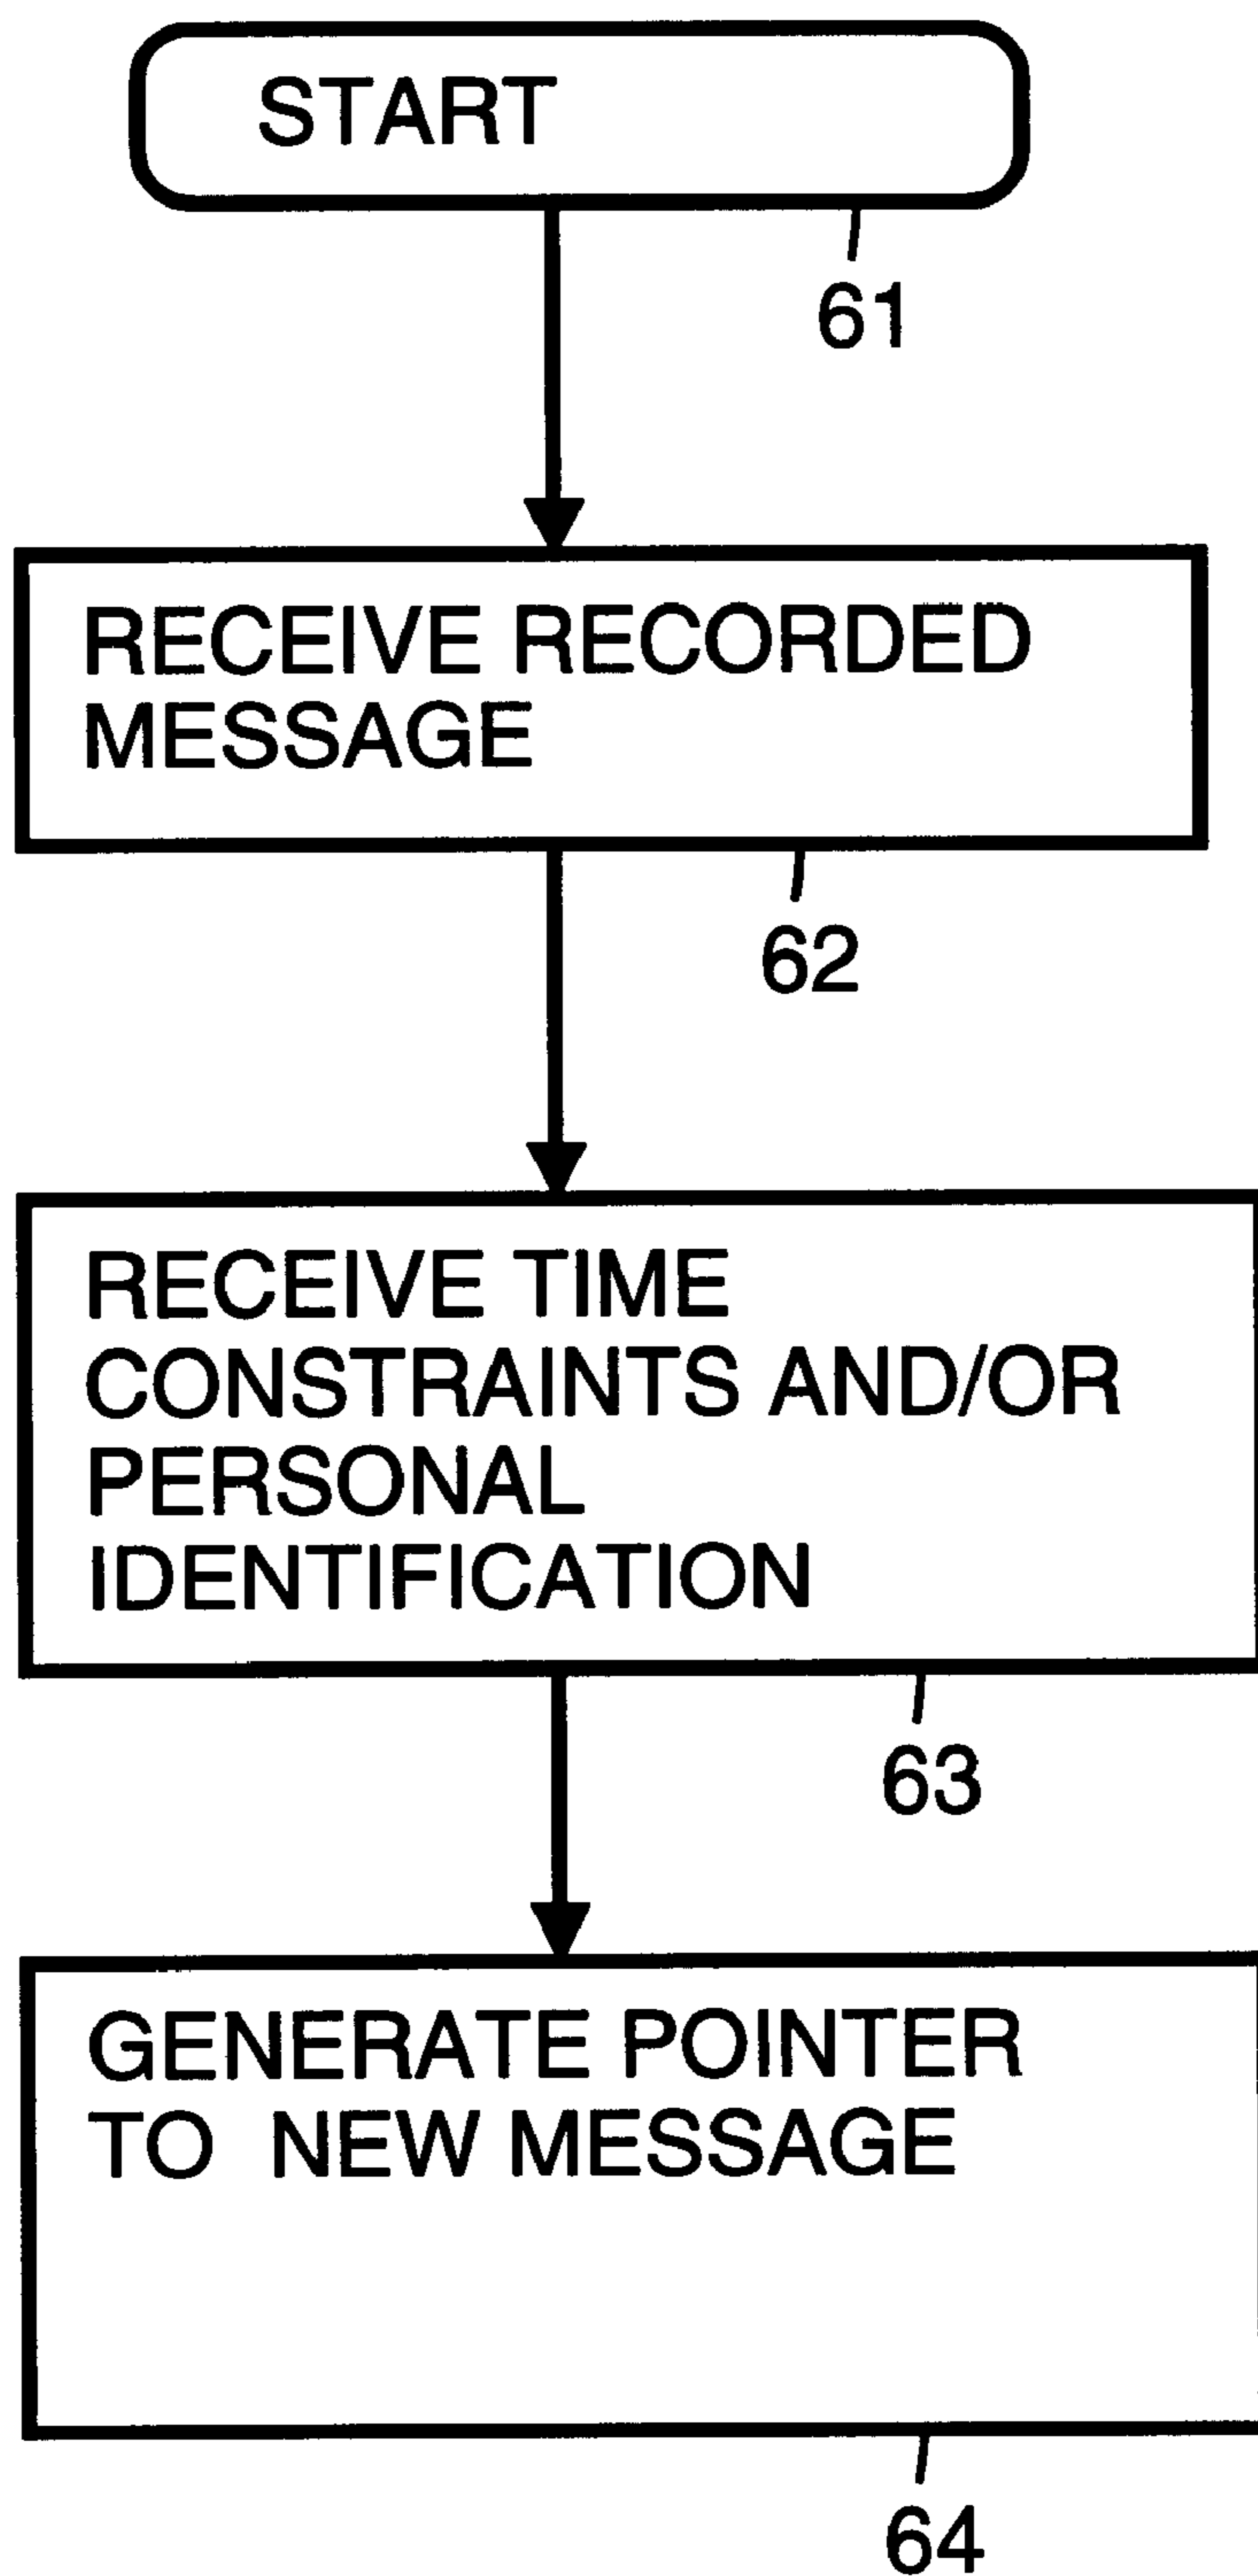 START
61
RECEIVE RECORDED
MESSAGE
62
RECEIVE TIME
CONSTRAINTS AND/OR
PERSONAL
IDENTIFICATION
63
GENERATE POINTER
TO NEW MESSAGE
64